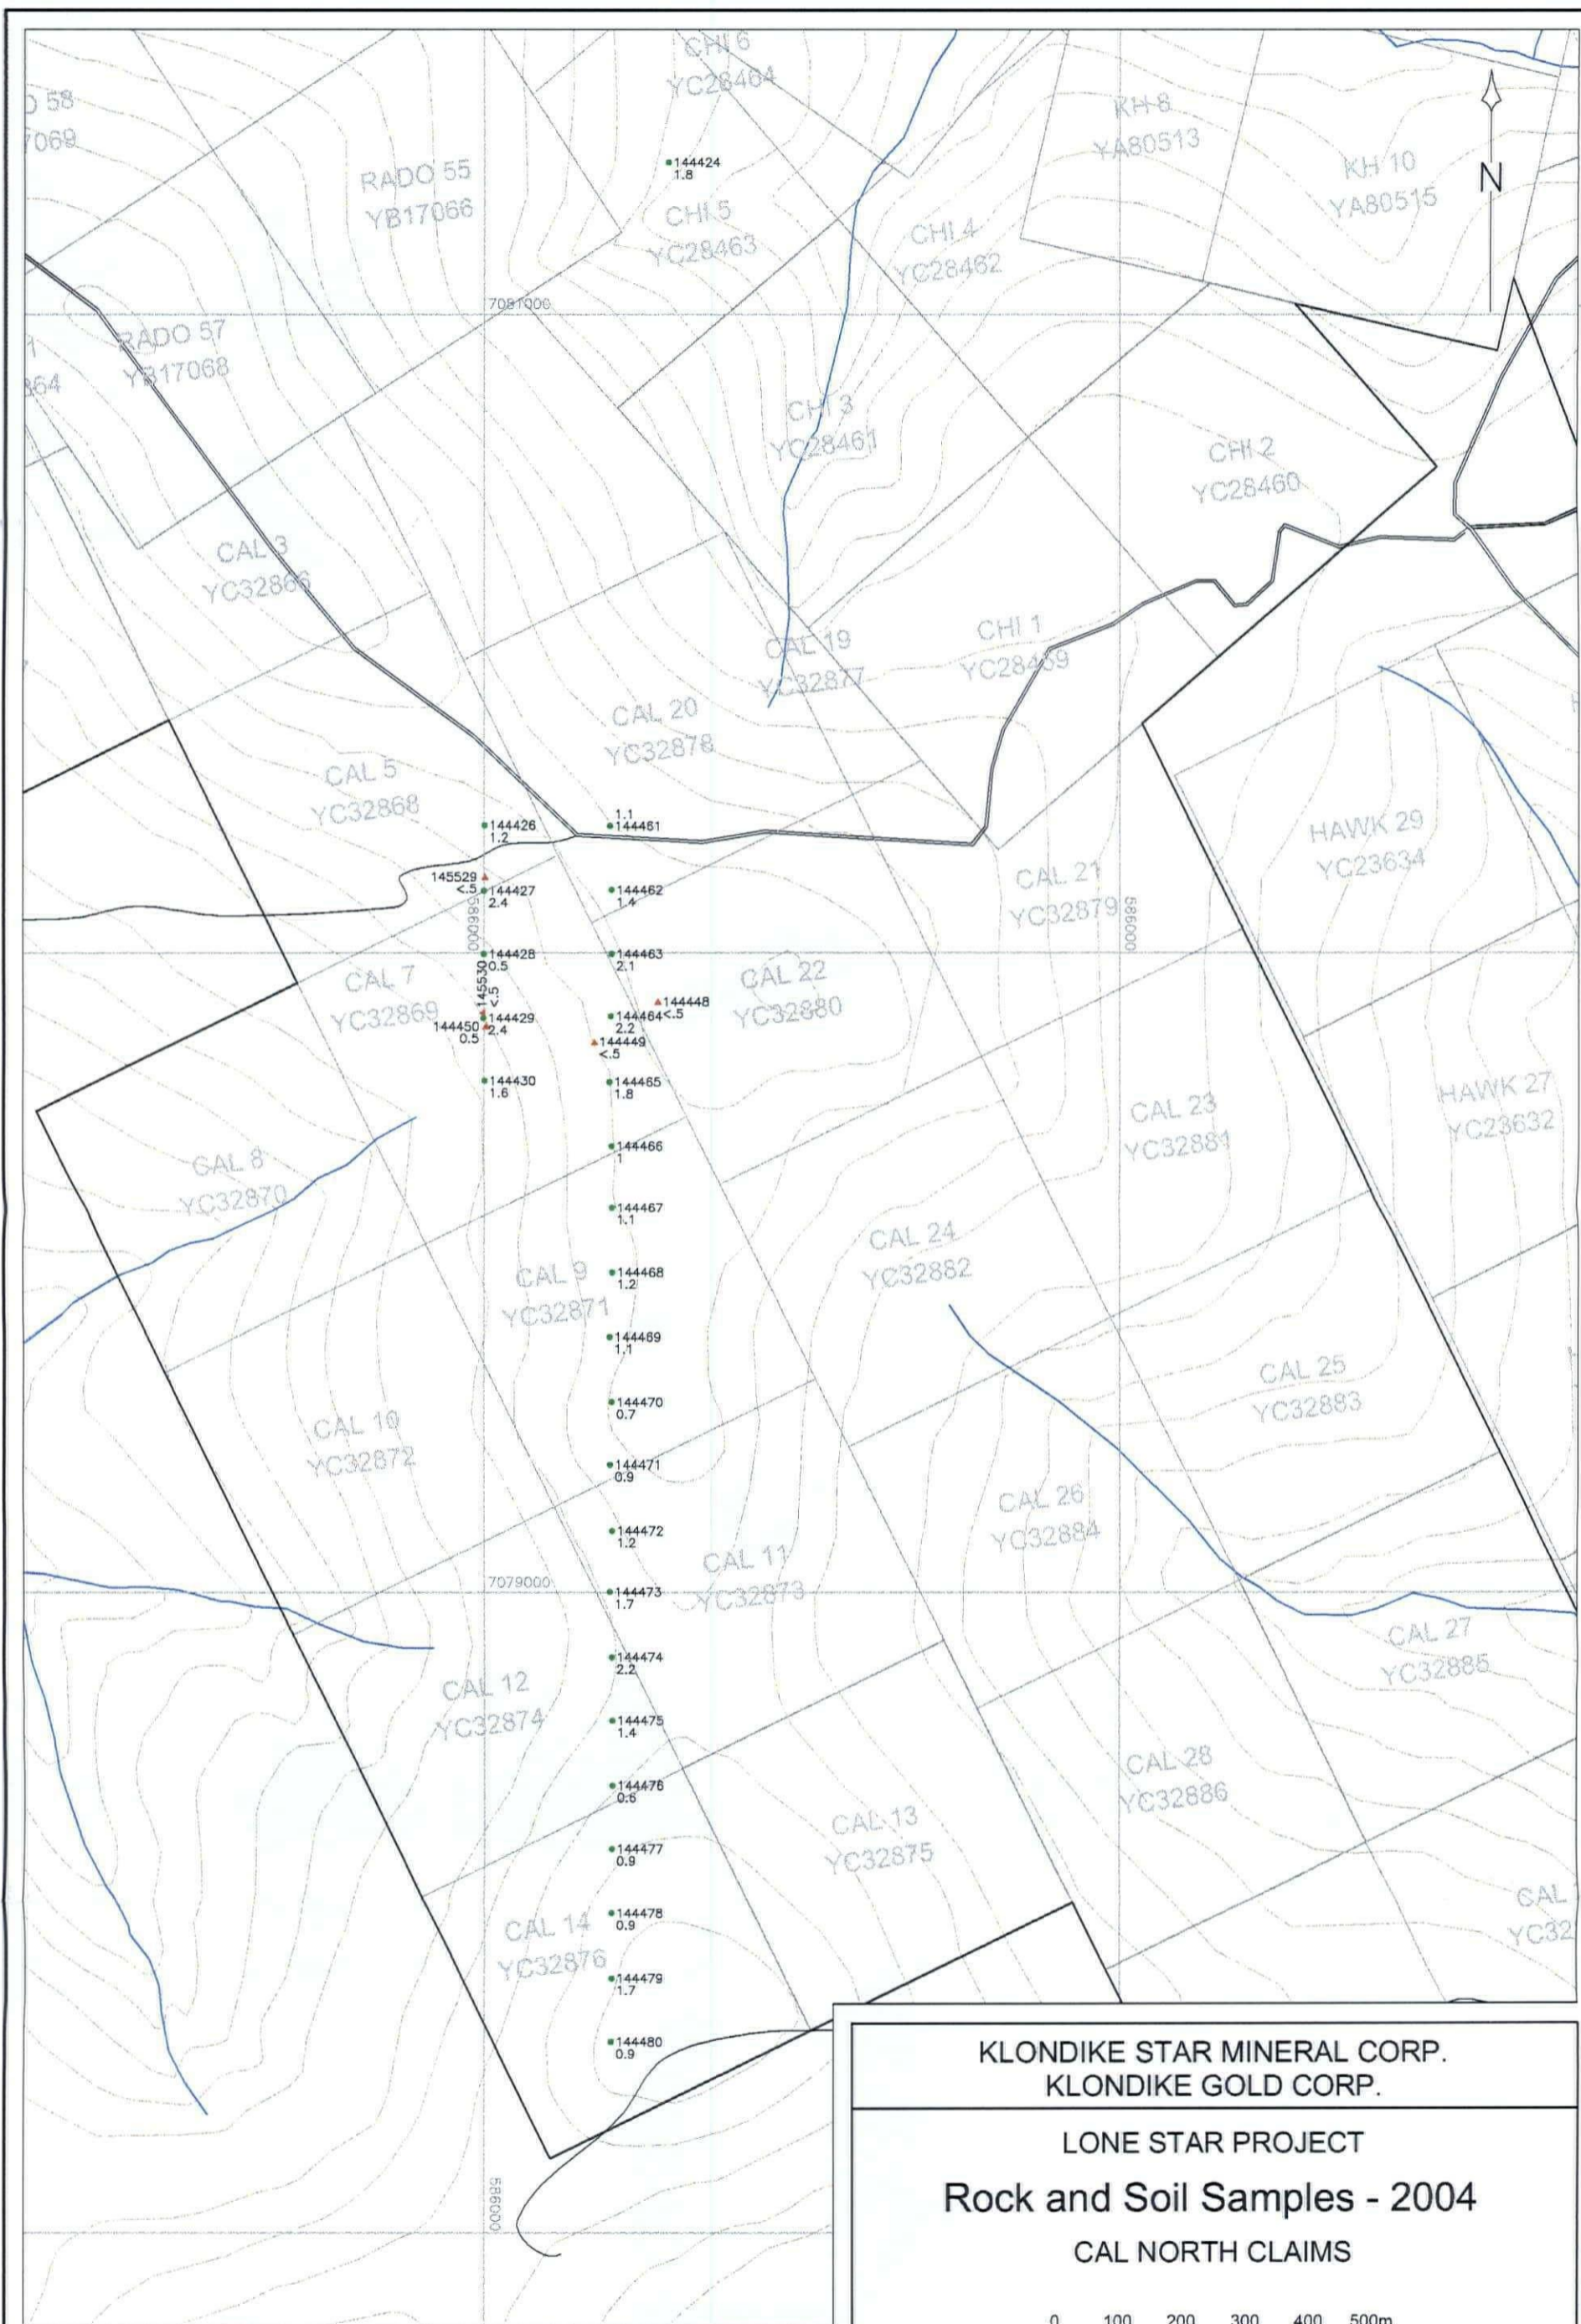 CHI 6
YC28464
KH 8
YA80513
KH 10
YA80515
N
RADO 55
YB17066
144424
1.8
CHI 5
YC28463
CHI 4
YC28462
7081000
RADO 57
YB17068
CHI 3
YC28461
CHI 2
YC28460
CAL 3
YC32866
CAL 19
YC32877
CHI 1
YC28459
CAL 20
YC32878
CAL 5
YC32868
144426
1.2
1.1
144461
HAWK 29
YC23634
145529
<.5
144427
2.4
144462
1.4
CAL 21
YC32879
586000
586000
144428
0.5
144463
2.1
CAL 7
YC32869
145530
<.5
CAL 22
YC32880
144448
<.5
144429
2.4
144450
0.5
144464
2.2
144449
<.5
144430
1.6
144465
1.8
CAL 23
YC32881
HAWK 27
YC23632
CAL 8
YC32870
144466
1
144467
1.1
CAL 24
YC32882
CAL 9
YC32871
144468
1.2
144469
1.1
CAL 25
YC32883
CAL 10
YC32872
144470
0.7
144471
0.9
CAL 26
YC32884
144472
1.2
CAL 11
YC32873
7079000
144473
1.7
CAL 27
YC32885
144474
2.2
CAL 12
YC32874
144475
1.4
CAL 28
YC32886
144476
0.6
CAL 13
YC32875
144477
0.9
144478
0.9
CAL 14
YC32876
CAL
YC32
144479
1.7
144480
0.9
586000
KLONDIKE STAR MINERAL CORP.
KLONDIKE GOLD CORP.
LONE STAR PROJECT
Rock and Soil Samples - 2004
CAL NORTH CLAIMS
0 100 200 300 400 500m